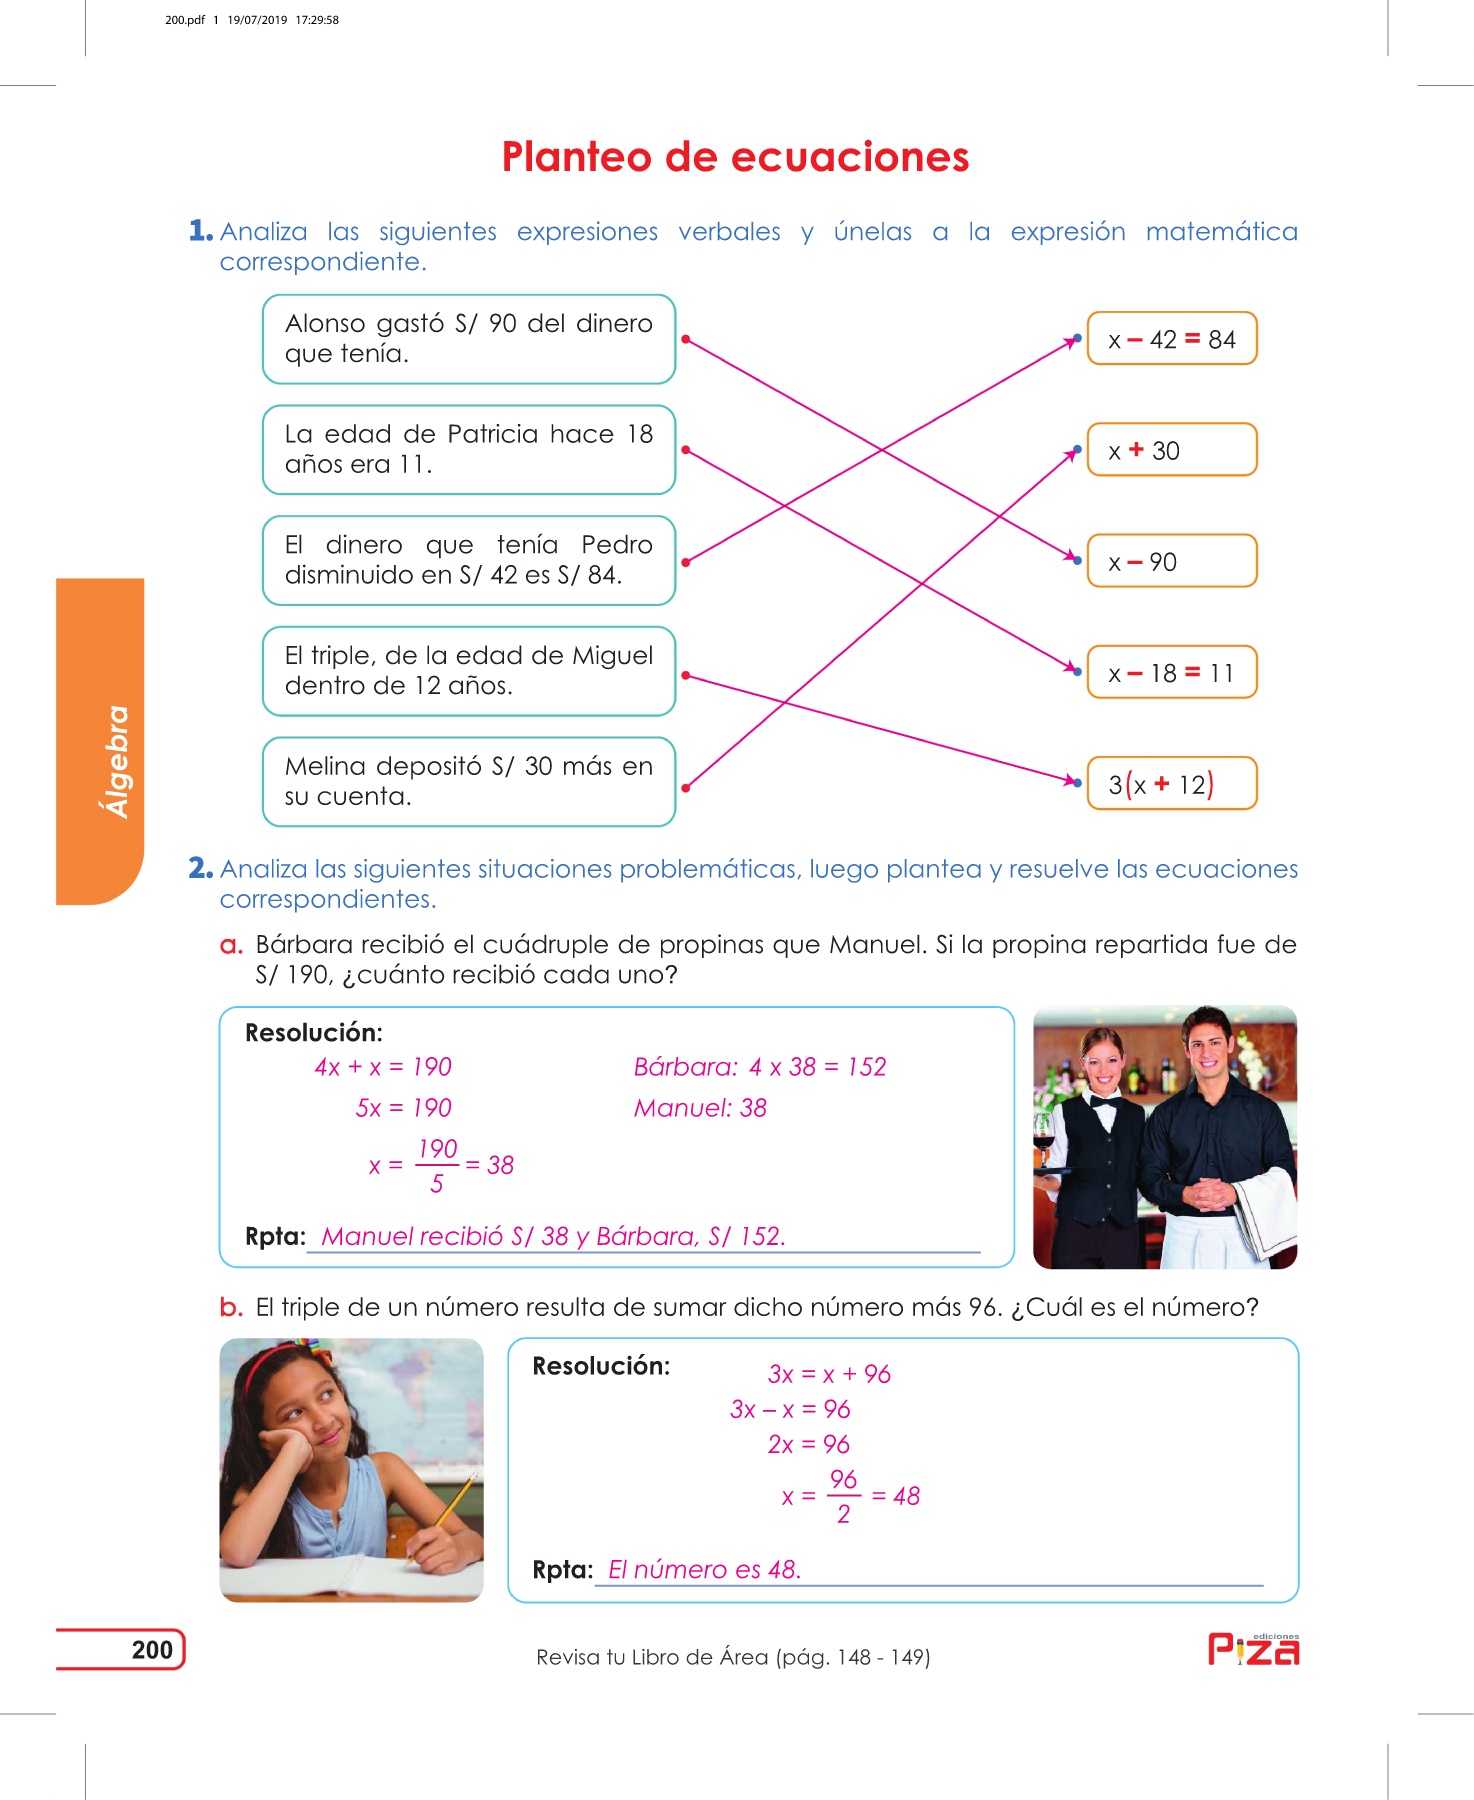 200.pdf 1 19/07/2019 17:29:58
Planteo de ecuaciones
1. Analiza las siguientes expresiones verbales y únelas a la expresión matemática
correspondiente.
Alonso gastó S/ 90 del dinero
que tenía.
x – 42 = 84
La edad de Patricia hace 18
años era 11.
x + 30
El dinero que tenía Pedro
disminuido en S/ 42 es S/ 84.
x – 90
El triple, de la edad de Miguel
dentro de 12 años.
x – 18 = 11
Melina depositó S/ 30 más en
su cuenta.
3(x + 12)
Álgebra
2. Analiza las siguientes situaciones problemáticas, luego plantea y resuelve las ecuaciones
correspondientes.
a. Bárbara recibió el cuádruple de propinas que Manuel. Si la propina repartida fue de
S/ 190, ¿cuánto recibió cada uno?
Resolución:
4x + x = 190
Bárbara: 4 x 38 = 152
5x = 190
Manuel: 38
x = 190/5 = 38
Rpta: Manuel recibió S/ 38 y Bárbara, S/ 152.
b. El triple de un número resulta de sumar dicho número más 96. ¿Cuál es el número?
Resolución:
3x = x + 96
3x – x = 96
2x = 96
x = 96/2 = 48
Rpta: El número es 48.
200
Revisa tu Libro de Área (pág. 148 - 149)
ediciones
Piza